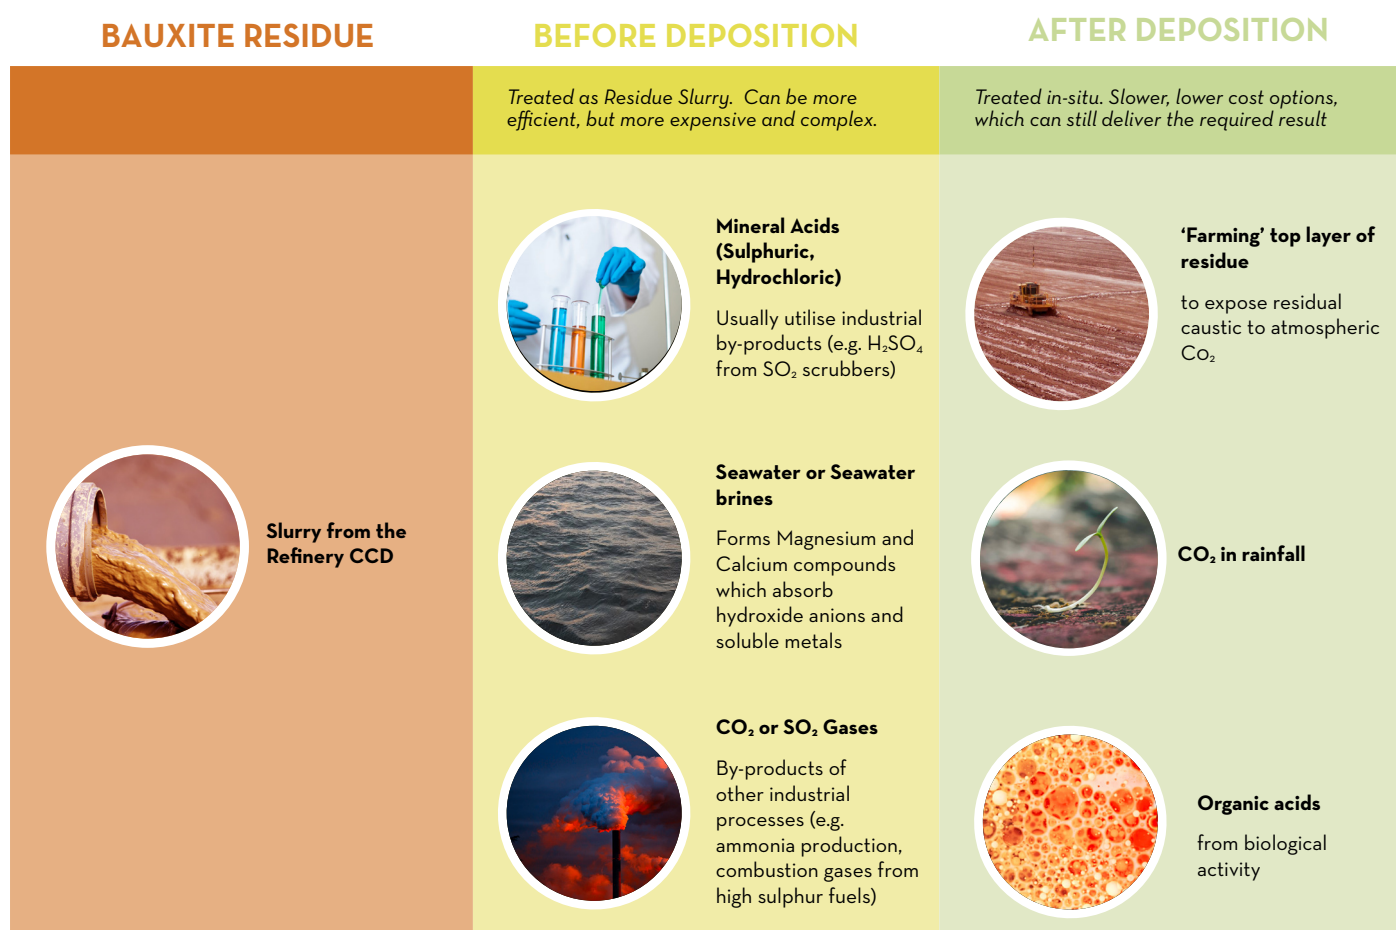 BAUXITE RESIDUE
Slurry from the
Refinery CCD
BEFORE DEPOSITION
Treated as Residue Slurry.  Can be more
efficient, but more expensive and complex.
Mineral Acids
(Sulphuric,
Hydrochloric)
Usually utilise industrial
by-products (e.g. H₂SO₄
from SO₂ scrubbers)
Seawater or Seawater
brines
Forms Magnesium and
Calcium compounds
which absorb
hydroxide anions and
soluble metals
CO₂ or SO₂ Gases
By-products of
other industrial
processes (e.g.
ammonia production,
combustion gases from
high sulphur fuels)
AFTER DEPOSITION
Treated in-situ. Slower, lower cost options,
which can still deliver the required result
‘Farming’ top layer of
residue
to expose residual
caustic to atmospheric
Co₂
CO₂ in rainfall
Organic acids
from biological
activity